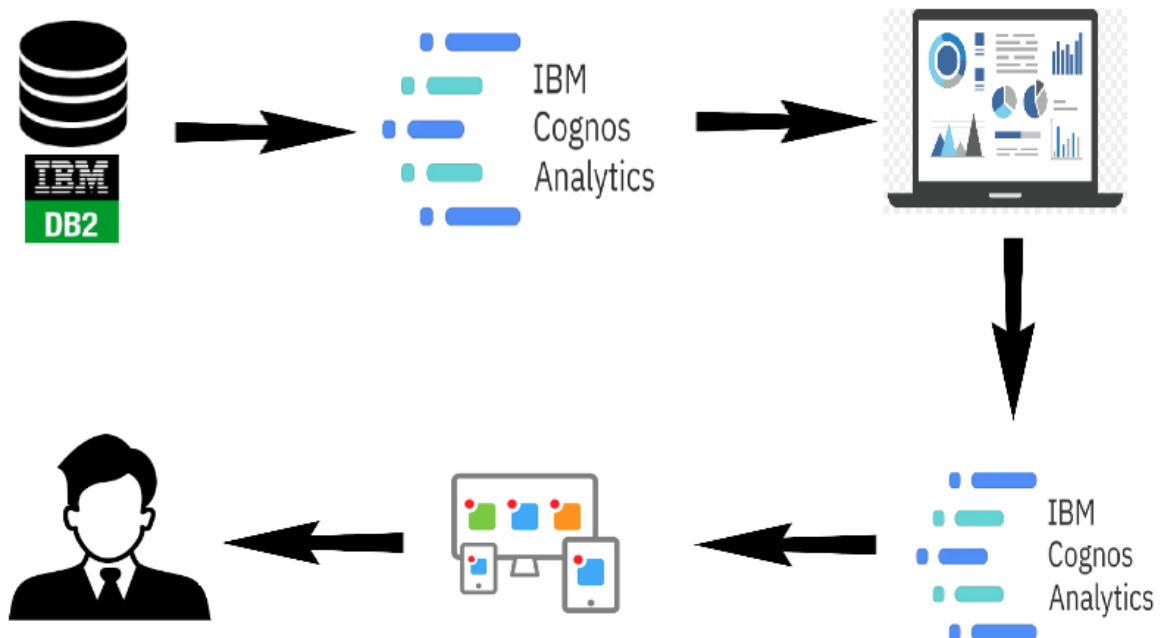 IBM
Cognos
Analytics
IBM
DB2
IBM
Cognos
Analytics